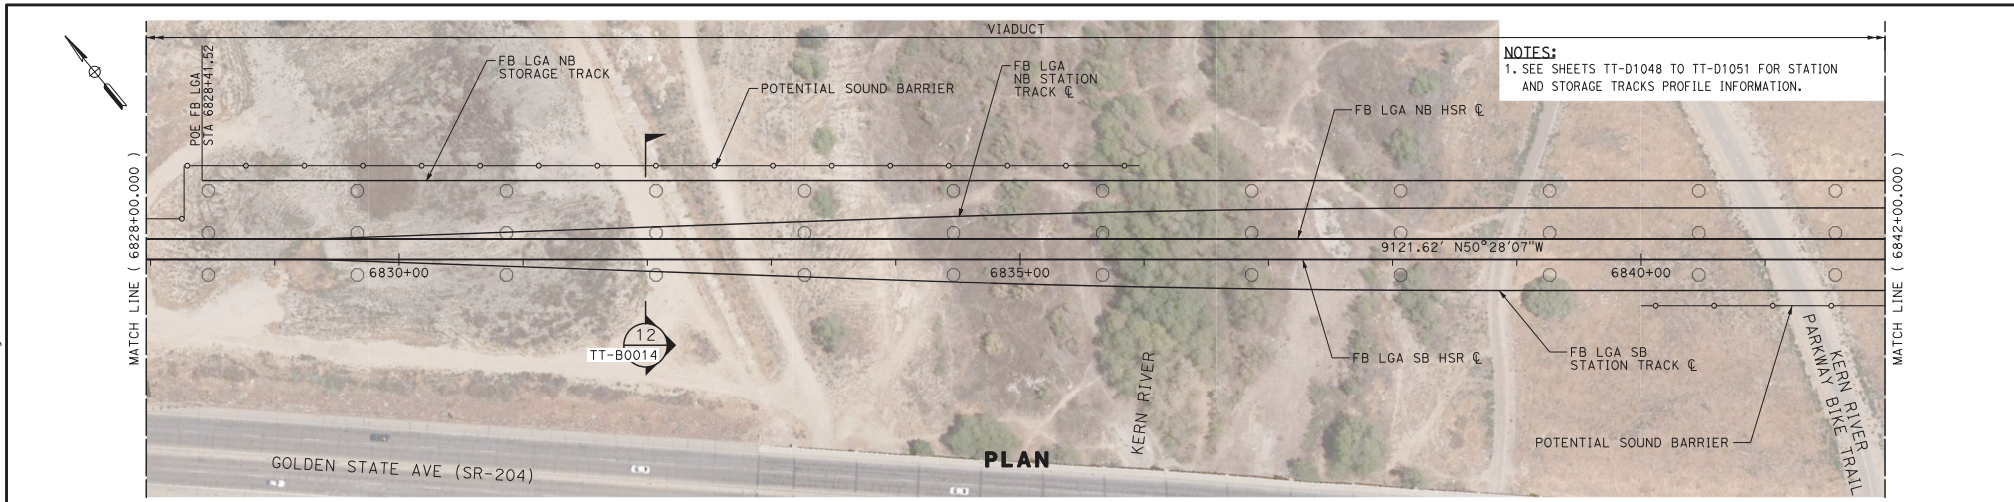 VIADUCT
POE FB LGA
STA 6828+41.52
FB LGA NB
STORAGE TRACK
POTENTIAL SOUND BARRIER
FB LGA
NB STATION
TRACK ℄
FB LGA NB HSR ℄
NOTES:
1. SEE SHEETS TT-D1048 TO TT-D1051 FOR STATION
AND STORAGE TRACKS PROFILE INFORMATION.
MATCH LINE ( 6828+00.000 )
MATCH LINE ( 6842+00.000 )
9121.62' N50°28'07"W
6830+00
6835+00
6840+00
12
TT-B0014
FB LGA SB HSR ℄
FB LGA SB
STATION TRACK ℄
KERN RIVER
KERN RIVER
PARKWAY BIKE TRAIL
POTENTIAL SOUND BARRIER
GOLDEN STATE AVE (SR-204)
PLAN